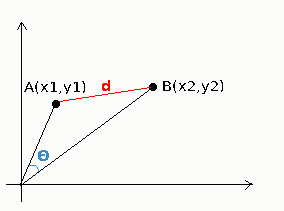 A(x1,y1)
d
B(x2,y2)
Θ